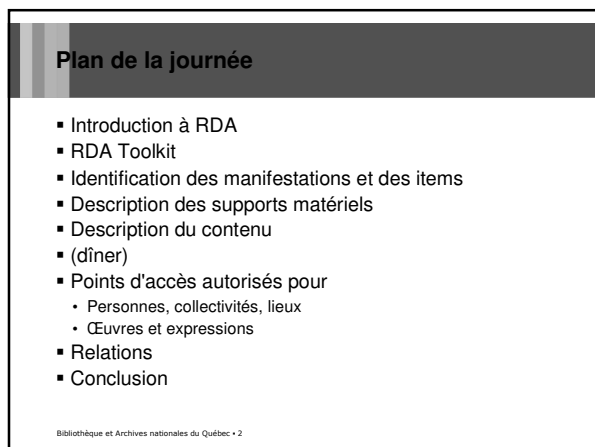 Plan de la journée
▪ Introduction à RDA
▪ RDA Toolkit
▪ Identification des manifestations et des items
▪ Description des supports matériels
▪ Description du contenu
▪ (dîner)
▪ Points d'accès autorisés pour
• Personnes, collectivités, lieux
• Œuvres et expressions
▪ Relations
▪ Conclusion
Bibliothèque et Archives nationales du Québec • 2